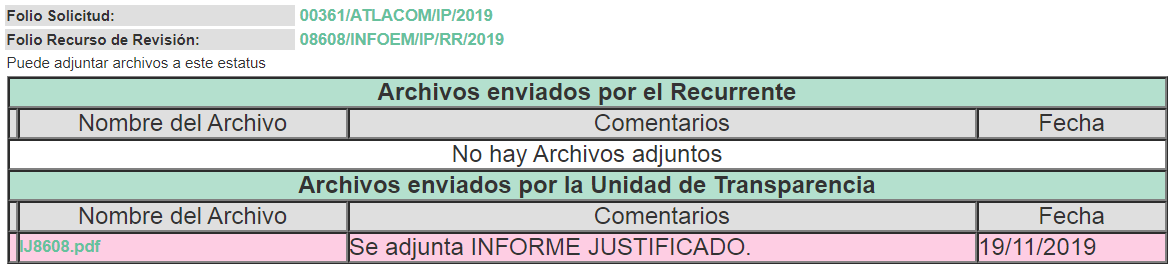 Folio Solicitud: 00361/ATLACOM/IP/2019
Folio Recurso de Revisión: 08608/INFOEM/IP/RR/2019
Puede adjuntar archivos a este estatus
Archivos enviados por el Recurrente
Nombre del Archivo Comentarios Fecha
No hay Archivos adjuntos
Archivos enviados por la Unidad de Transparencia
Nombre del Archivo Comentarios Fecha
IJ8608.pdf Se adjunta INFORME JUSTIFICADO. 19/11/2019